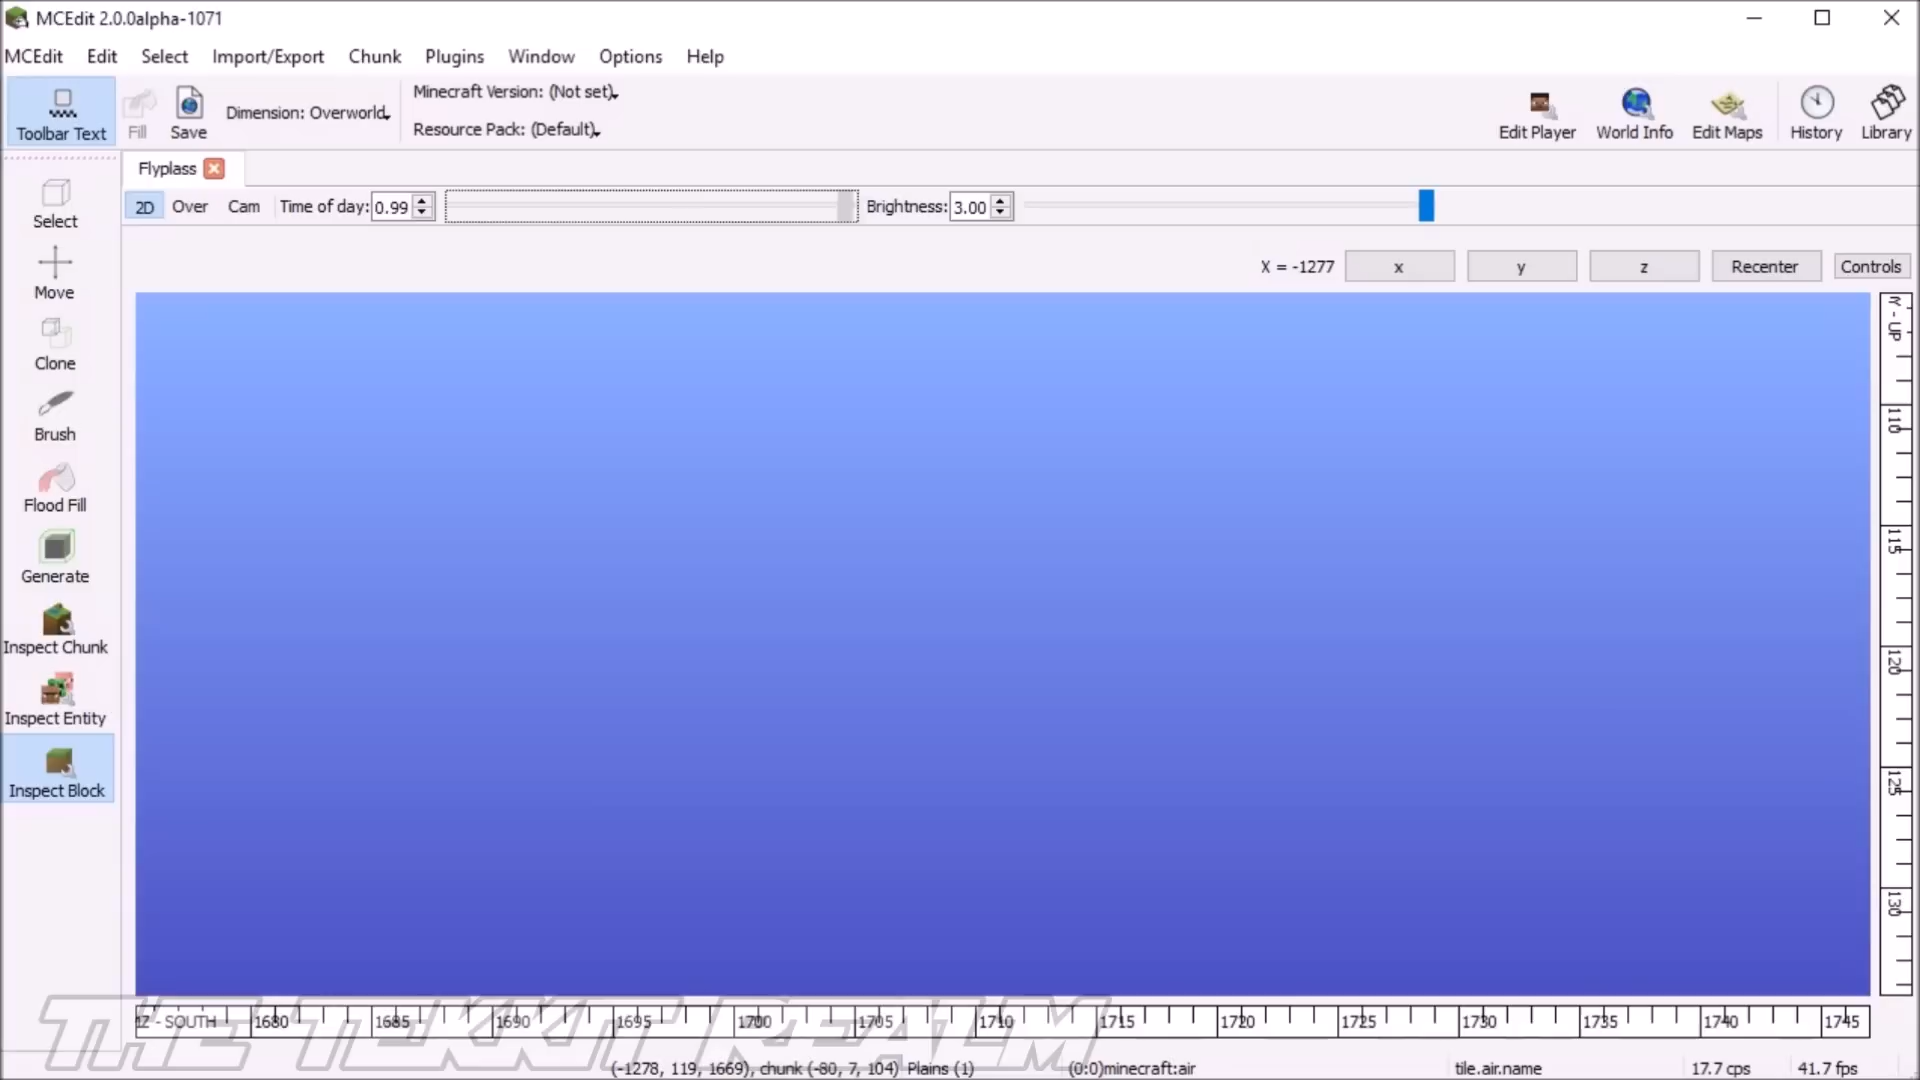 MCEdit 2.0.0alpha-1071
MCEdit Edit Select Import/Export Chunk Plugins Window Options Help
Toolbar Text Fill Save Dimension: Overworld Minecraft Version: (Not set)
Resource Pack: (Default)
Edit Player World Info Edit Maps History Library
Flyplass
2D Over Cam Time of day: 0.99 Brightness: 3.00
X = -1277 x y z Recenter Controls
Select
Move
Clone
Brush
Flood Fill
Generate
Inspect Chunk
Inspect Entity
Inspect Block
Y - UP
110
115
120
125
130
Z - SOUTH 1680 1685 1690 1695 1700 1705 1710 1715 1720 1725 1730 1735 1740 1745
THE TEKKIT REALM
(-1278, 119, 1669), chunk (-80, 7, 104) Plains (1) (0:0)minecraft:air tile.air.name 17.7 cps 41.7 fps